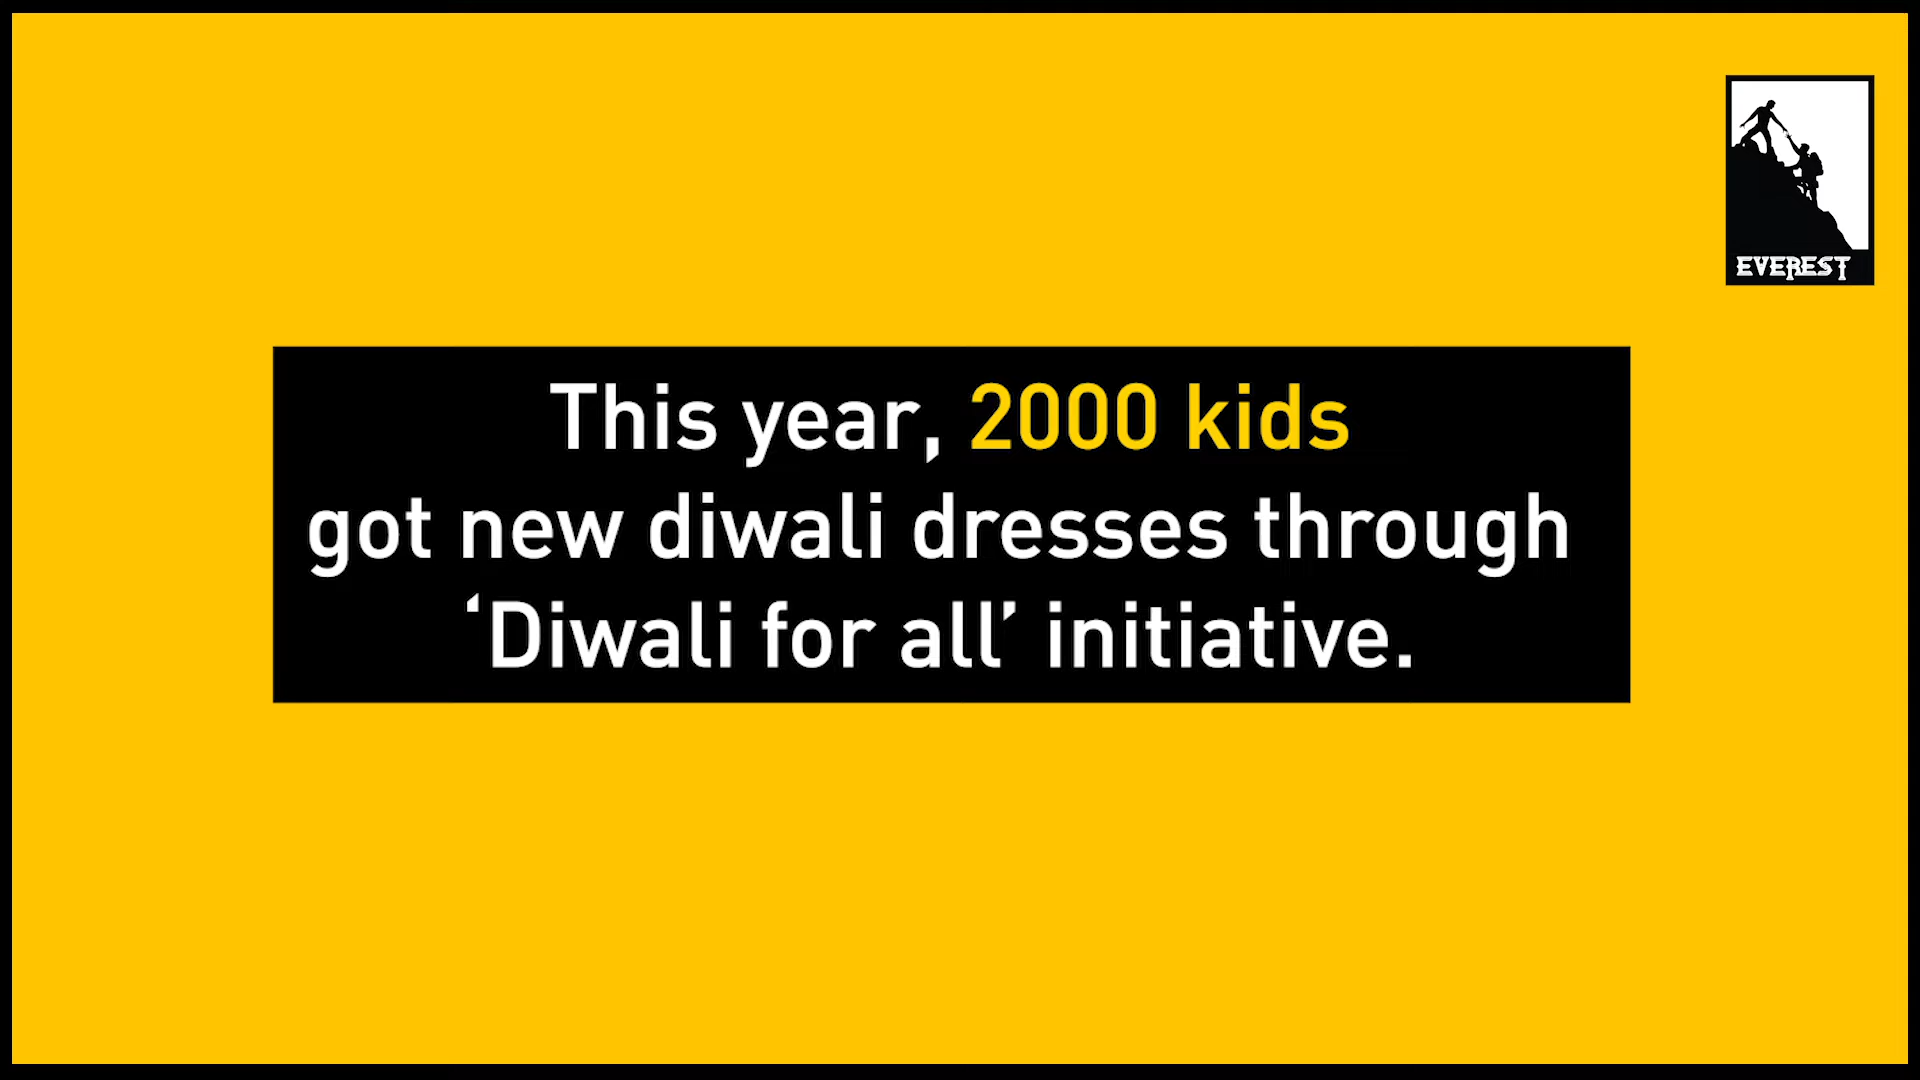 EVEREST
This year, 2000 kids
got new diwali dresses through
‘Diwali for all’ initiative.